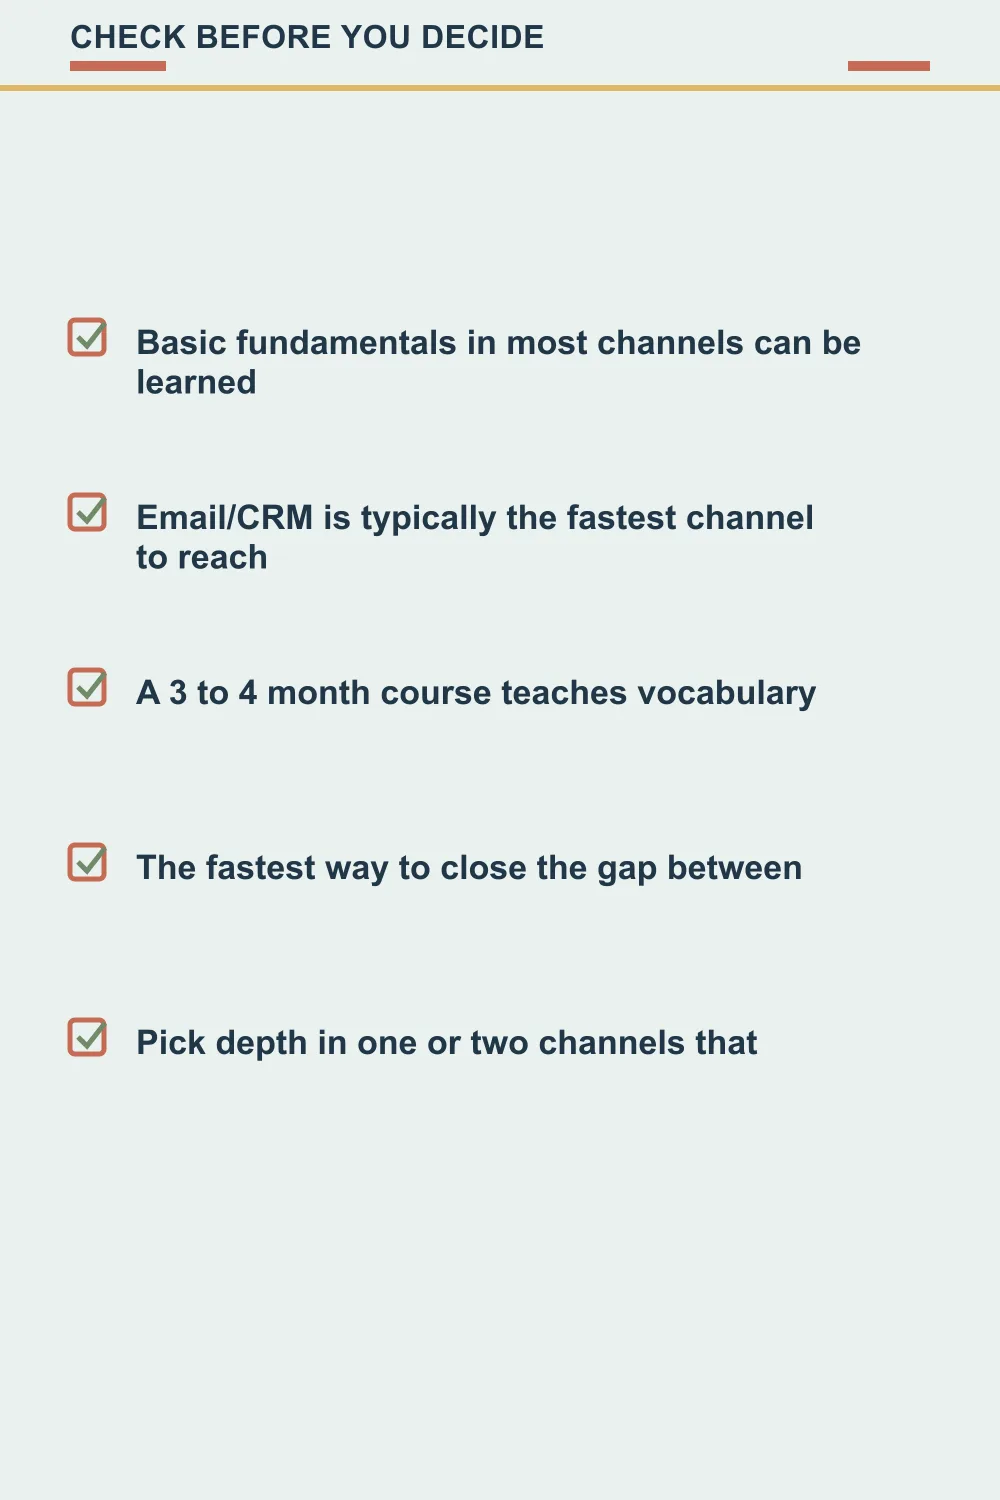 CHECK BEFORE YOU DECIDE
Basic fundamentals in most channels can be
learned
Email/CRM is typically the fastest channel
to reach
A 3 to 4 month course teaches vocabulary
The fastest way to close the gap between
Pick depth in one or two channels that